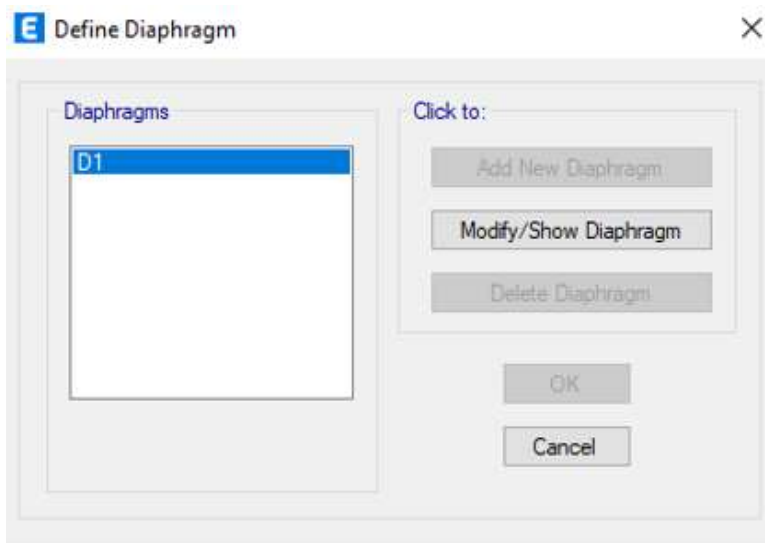 E Define Diaphragm
Diaphragms
D1
Click to:
Add New Diaphragm
Modify/Show Diaphragm
Delete Diaphragm
OK
Cancel